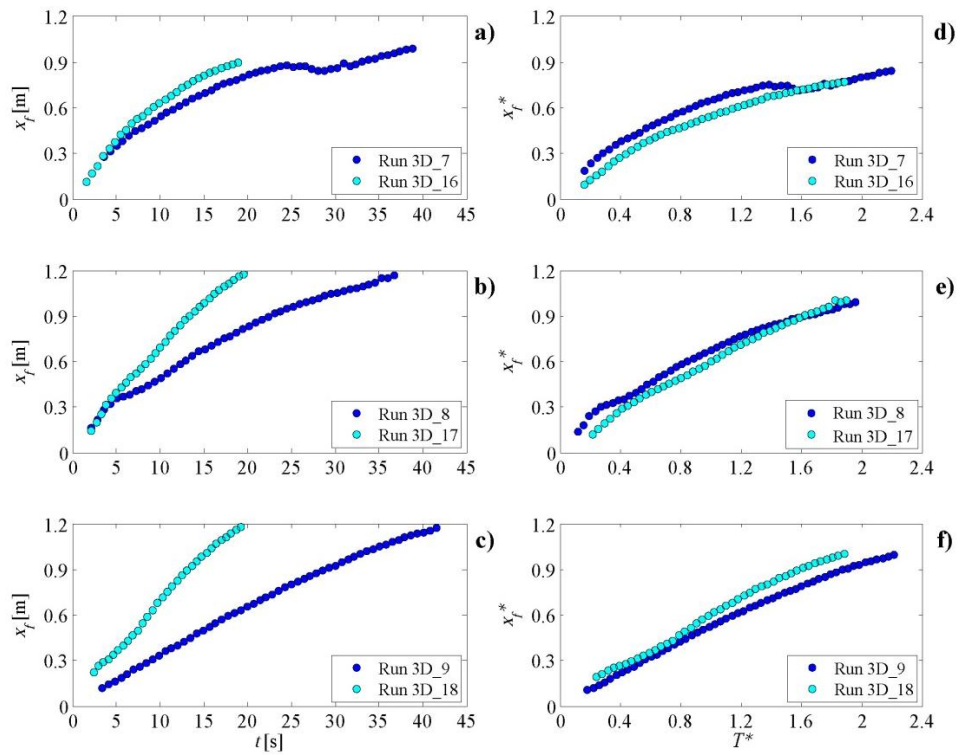 1.2
0.9
0.6
0.3
0
x_f [m]
0 5 10 15 20 25 30 35 40 45
Run 3D_7
Run 3D_16
a)
1.2
0.9
0.6
0.3
0
x_f*
0.4 0.8 1.2 1.6 2 2.4
Run 3D_7
Run 3D_16
d)
1.2
0.9
0.6
0.3
0
x_f [m]
0 5 10 15 20 25 30 35 40 45
Run 3D_8
Run 3D_17
b)
1.2
0.9
0.6
0.3
0
x_f*
0.4 0.8 1.2 1.6 2 2.4
Run 3D_8
Run 3D_17
e)
1.2
0.9
0.6
0.3
0
x_f [m]
0 5 10 15 20 25 30 35 40 45
t [s]
Run 3D_9
Run 3D_18
c)
1.2
0.9
0.6
0.3
0
x_f*
0.4 0.8 1.2 1.6 2 2.4
T*
Run 3D_9
Run 3D_18
f)